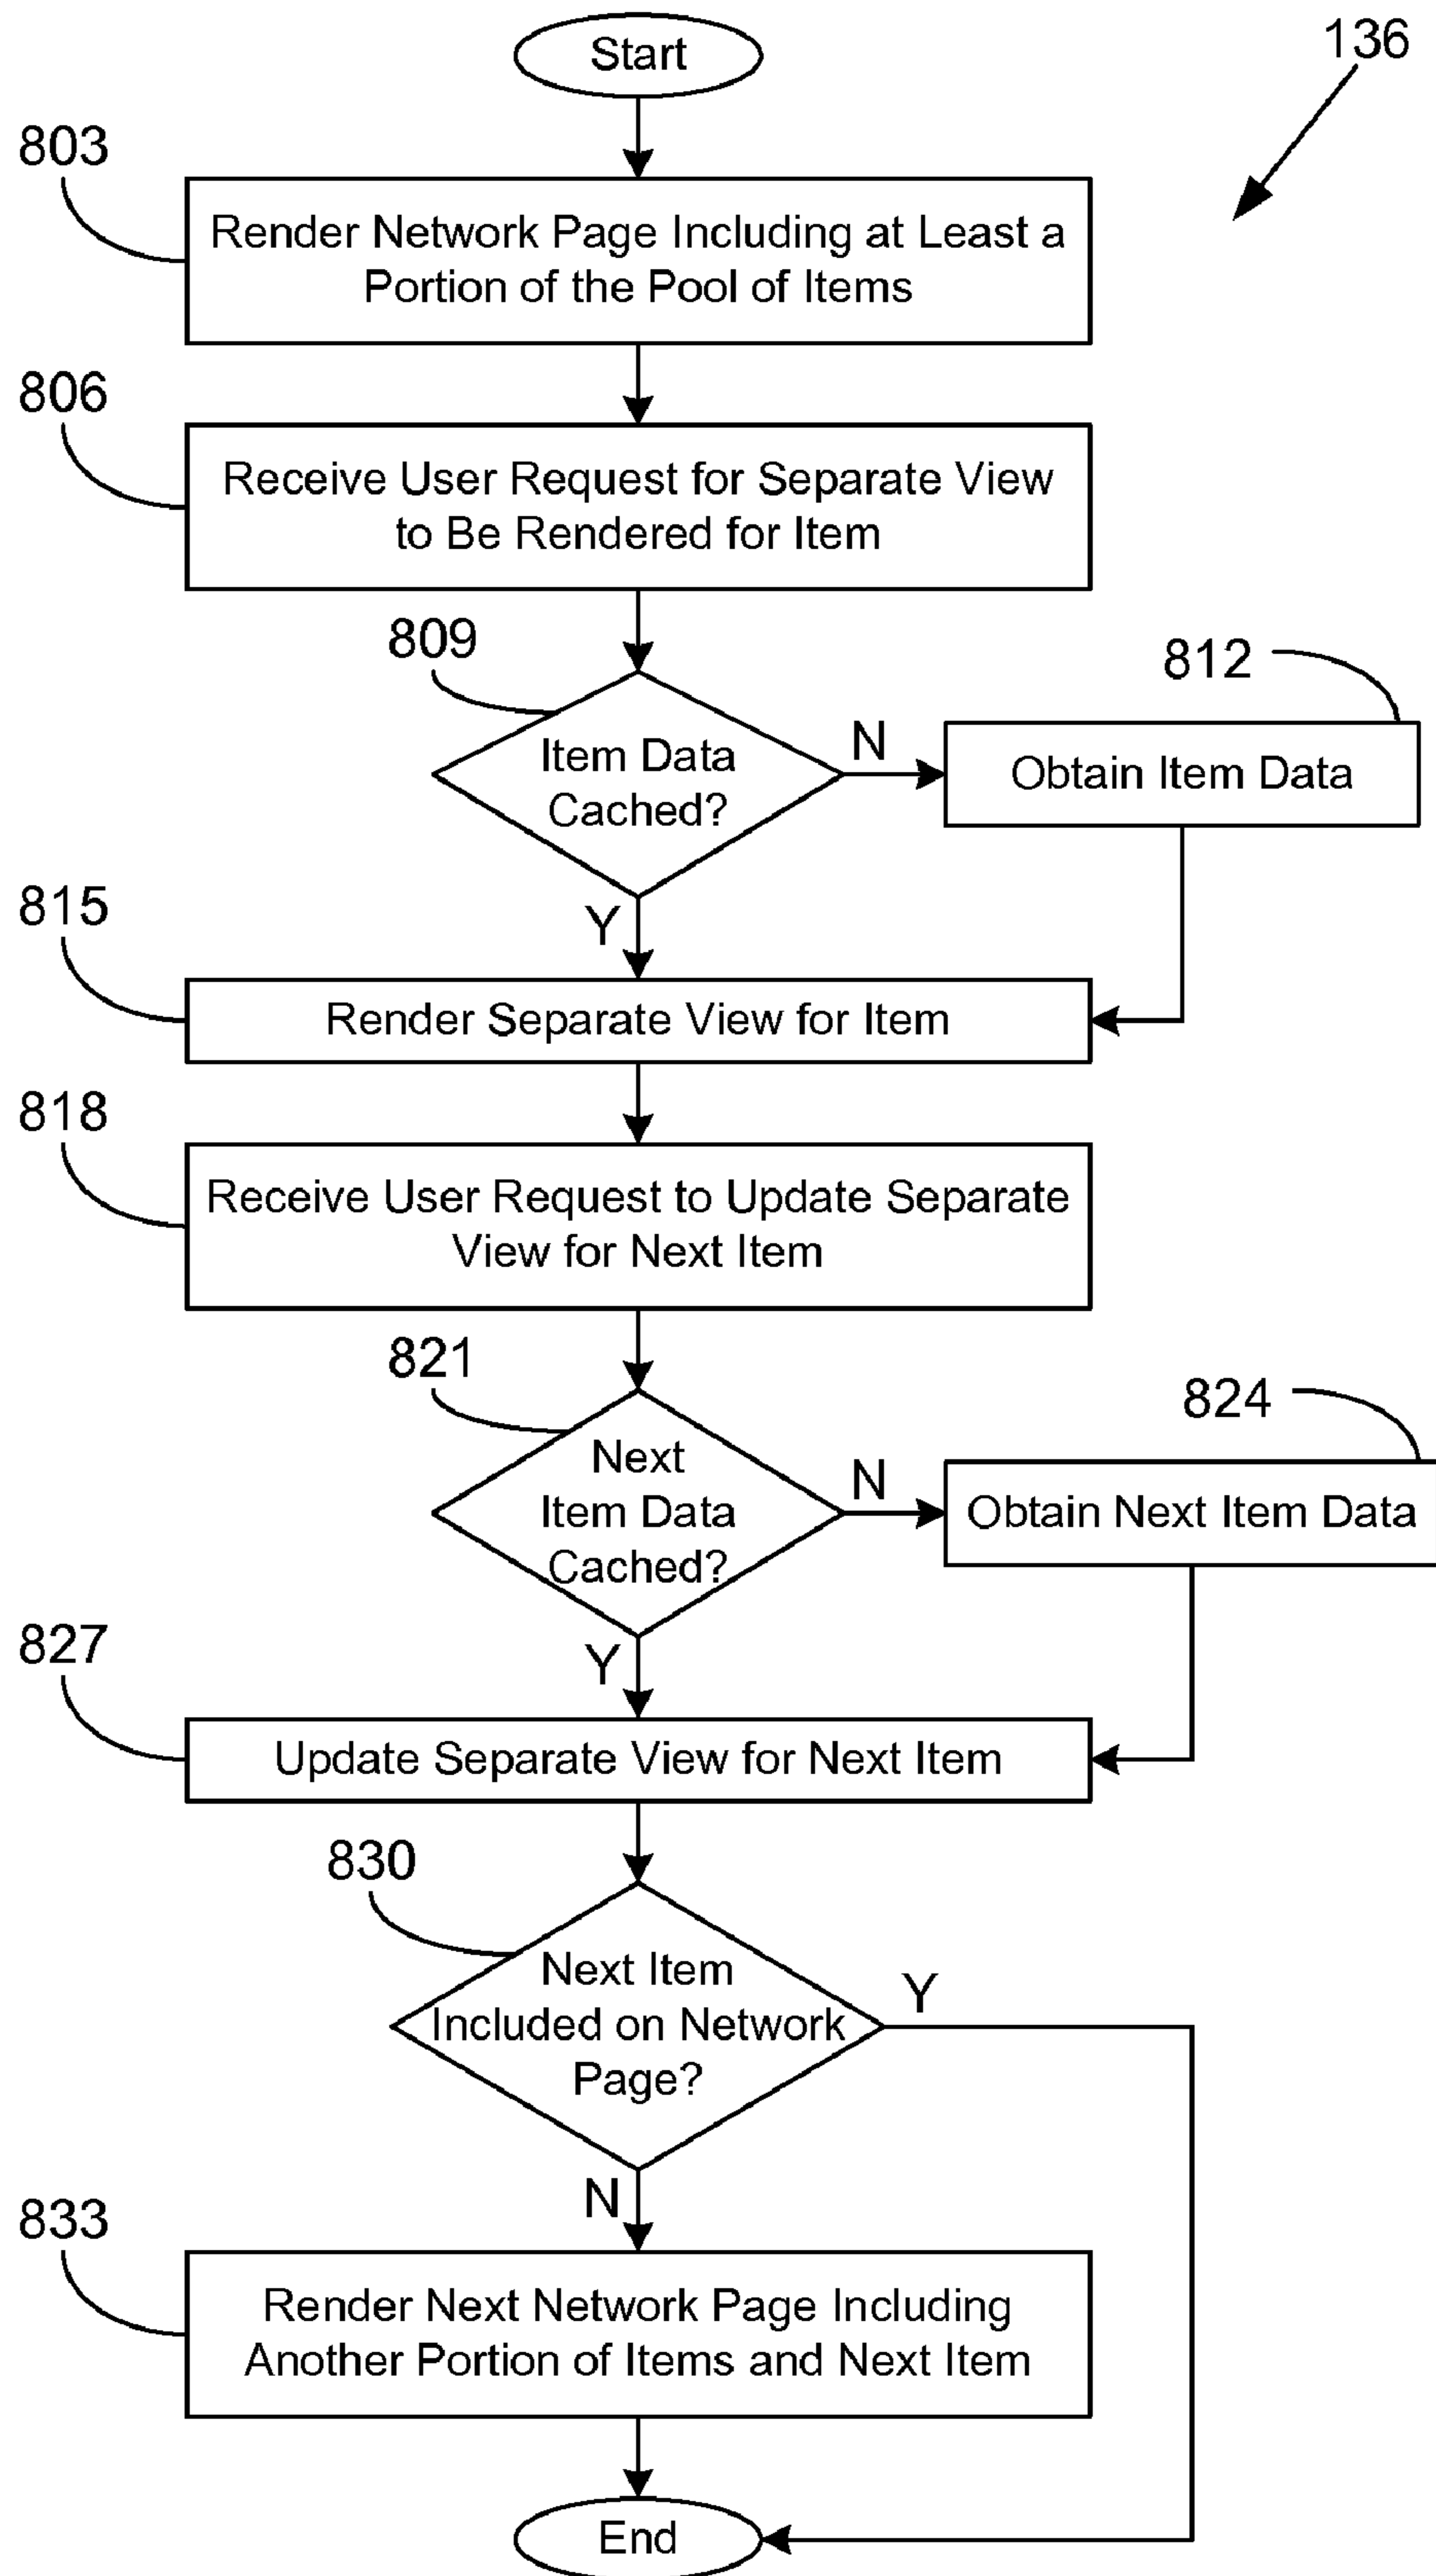 Start
136
803
Render Network Page Including at Least a
Portion of the Pool of Items
806
Receive User Request for Separate View
to Be Rendered for Item
809
812
Item Data
Cached?
N
Obtain Item Data
Y
815
Render Separate View for Item
818
Receive User Request to Update Separate
View for Next Item
821
824
Next
Item Data
Cached?
N
Obtain Next Item Data
Y
827
Update Separate View for Next Item
830
Next Item
Included on Network
Page?
Y
N
833
Render Next Network Page Including
Another Portion of Items and Next Item
End